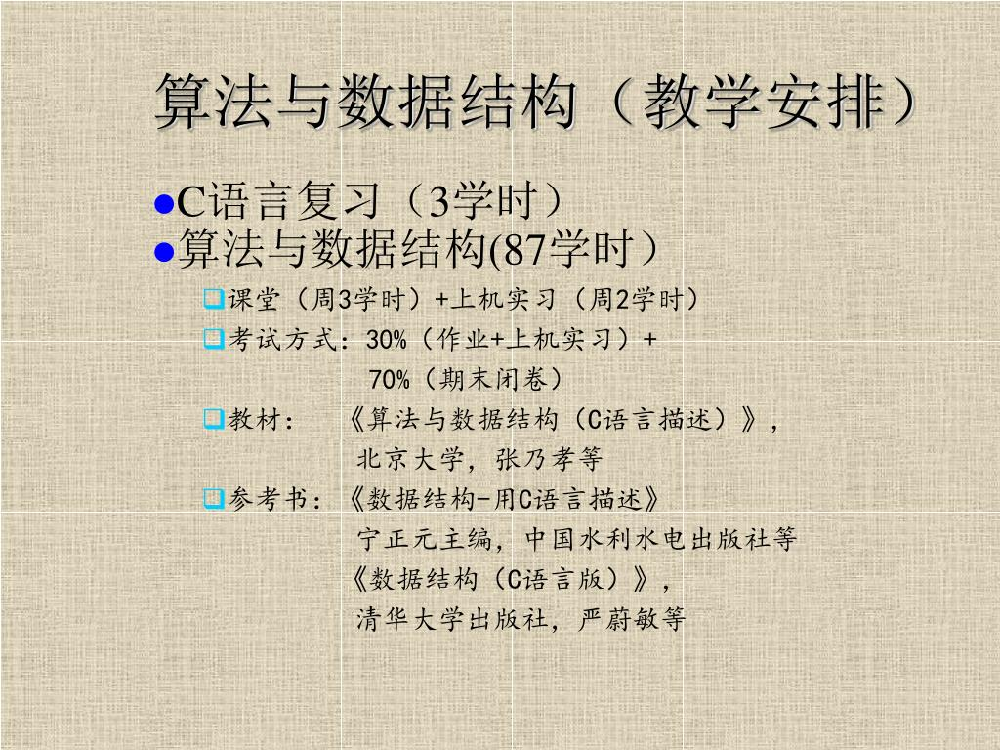 算法与数据结构（教学安排）
C语言复习（3学时）
算法与数据结构(87学时）
课堂（周3学时）+上机实习（周2学时）
考试方式：30%（作业+上机实习）+
70%（期末闭卷）
教材： 《算法与数据结构（C语言描述）》，
北京大学，张乃孝等
参考书：《数据结构-用C语言描述》
宁正元主编，中国水利水电出版社等
《数据结构（C语言版）》，
清华大学出版社，严蔚敏等